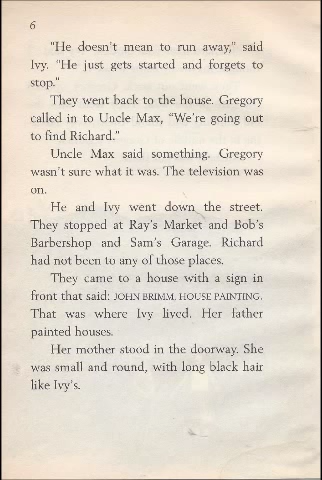 6
"He doesn't mean to run away," said
Ivy. "He just gets started and forgets to
stop."
They went back to the house. Gregory
called in to Uncle Max, "We're going out
to find Richard."
Uncle Max said something. Gregory
wasn't sure what it was. The television was
on.
He and Ivy went down the street.
They stopped at Ray's Market and Bob's
Barbershop and Sam's Garage. Richard
had not been to any of those places.
They came to a house with a sign in
front that said: JOHN BRIMM, HOUSE PAINTING.
That was where Ivy lived. Her father
painted houses.
Her mother stood in the doorway. She
was small and round, with long black hair
like Ivy's.